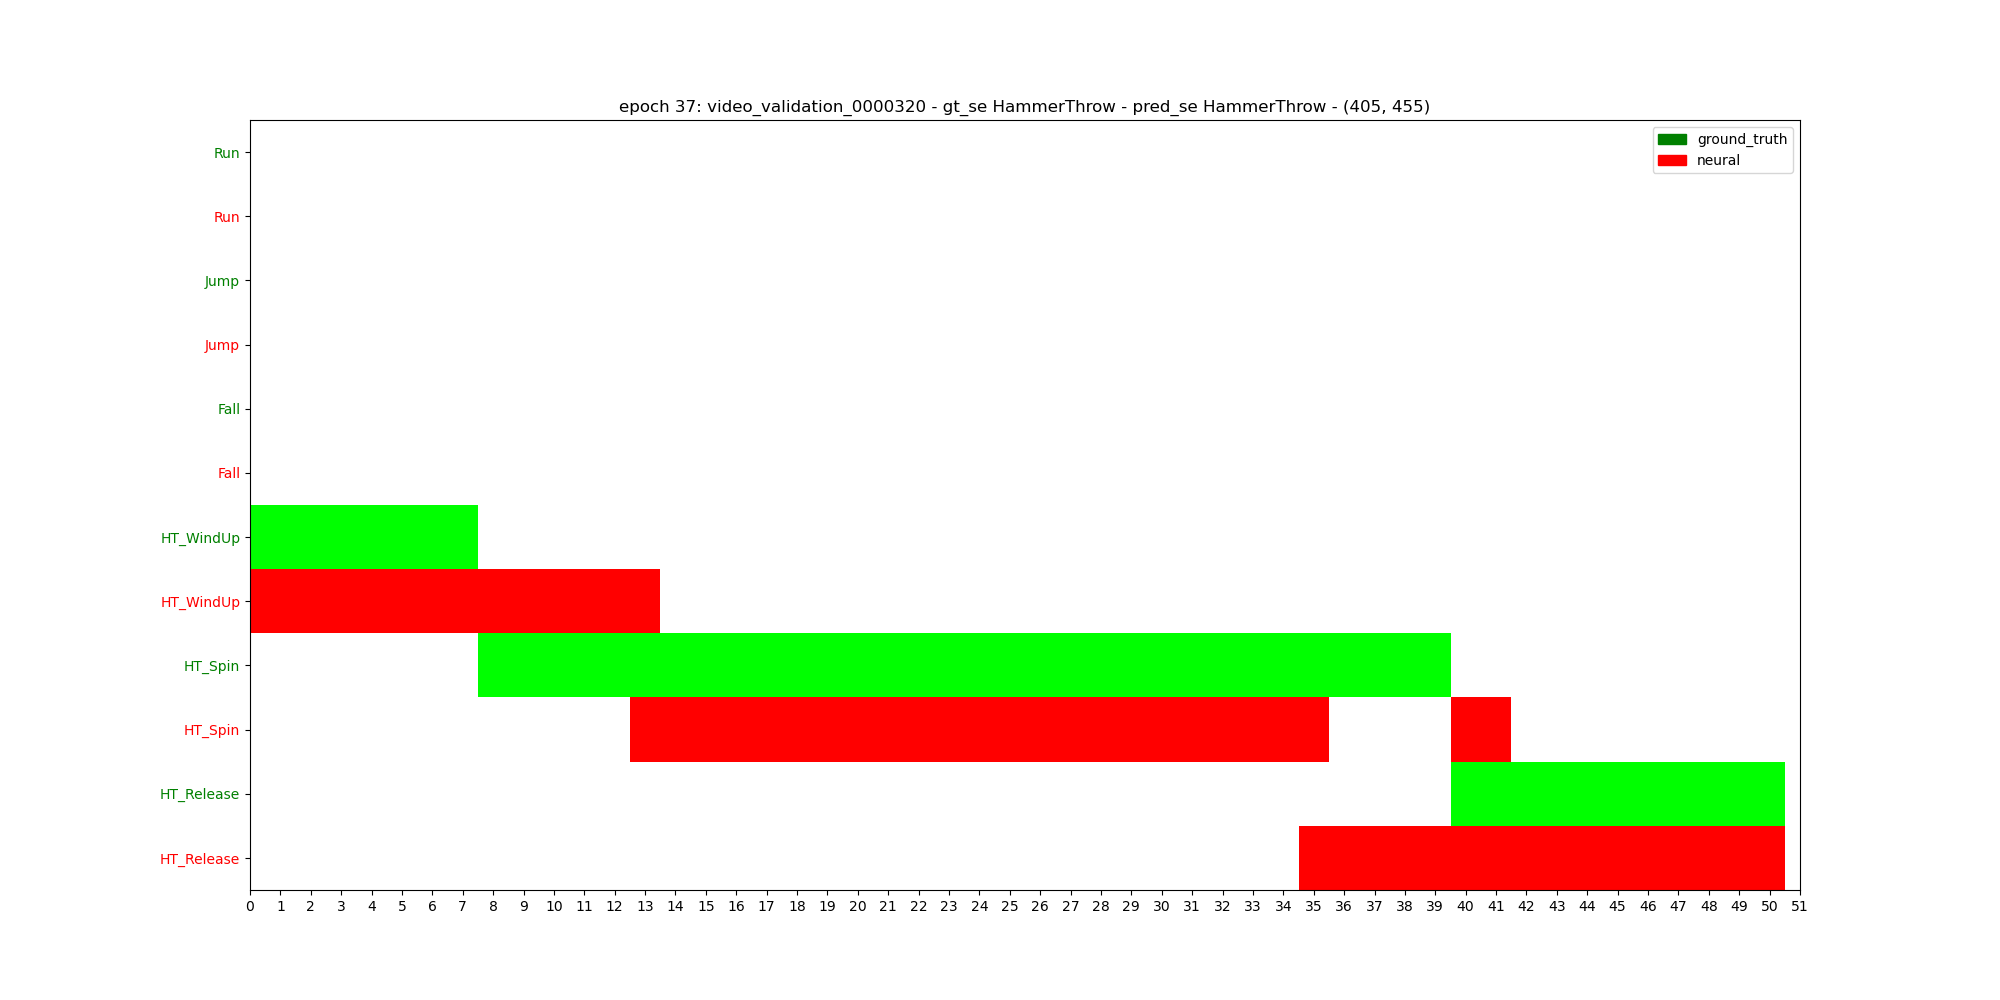 epoch 37: video_validation_0000320 - gt_se HammerThrow - pred_se HammerThrow - (405, 455)
ground_truth
neural
Run
Run
Jump
Jump
Fall
Fall
HT_WindUp
HT_WindUp
HT_Spin
HT_Spin
HT_Release
HT_Release
0 1 2 3 4 5 6 7 8 9 10 11 12 13 14 15 16 17 18 19 20 21 22 23 24 25 26 27 28 29 30 31 32 33 34 35 36 37 38 39 40 41 42 43 44 45 46 47 48 49 50 51